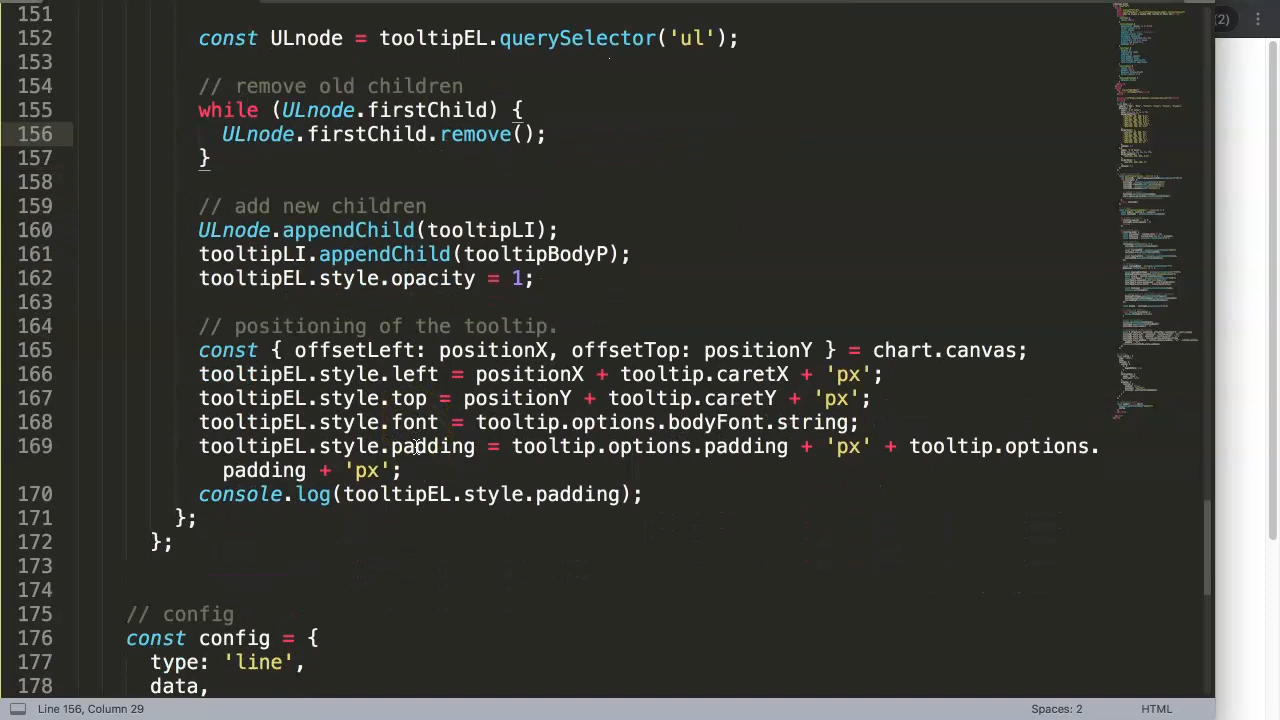 151
152 const ULnode = tooltipEL.querySelector('ul');
153
154 // remove old children
155 while (ULnode.firstChild) {
156 ULnode.firstChild.remove();
157 }
158
159 // add new children
160 ULnode.appendChild(tooltipLI);
161 tooltipLI.appendChild(tooltipBodyP);
162 tooltipEL.style.opacity = 1;
163
164 // positioning of the tooltip.
165 const { offsetLeft: positionX, offsetTop: positionY } = chart.canvas;
166 tooltipEL.style.left = positionX + tooltip.caretX + 'px';
167 tooltipEL.style.top = positionY + tooltip.caretY + 'px';
168 tooltipEL.style.font = tooltip.options.bodyFont.string;
169 tooltipEL.style.padding = tooltip.options.padding + 'px' + tooltip.options.
padding + 'px';
170 console.log(tooltipEL.style.padding);
171 };
172 };
173
174
175 // config
176 const config = {
177 type: 'line',
178 data,
Line 156, Column 29
Spaces: 2
HTML
(2)